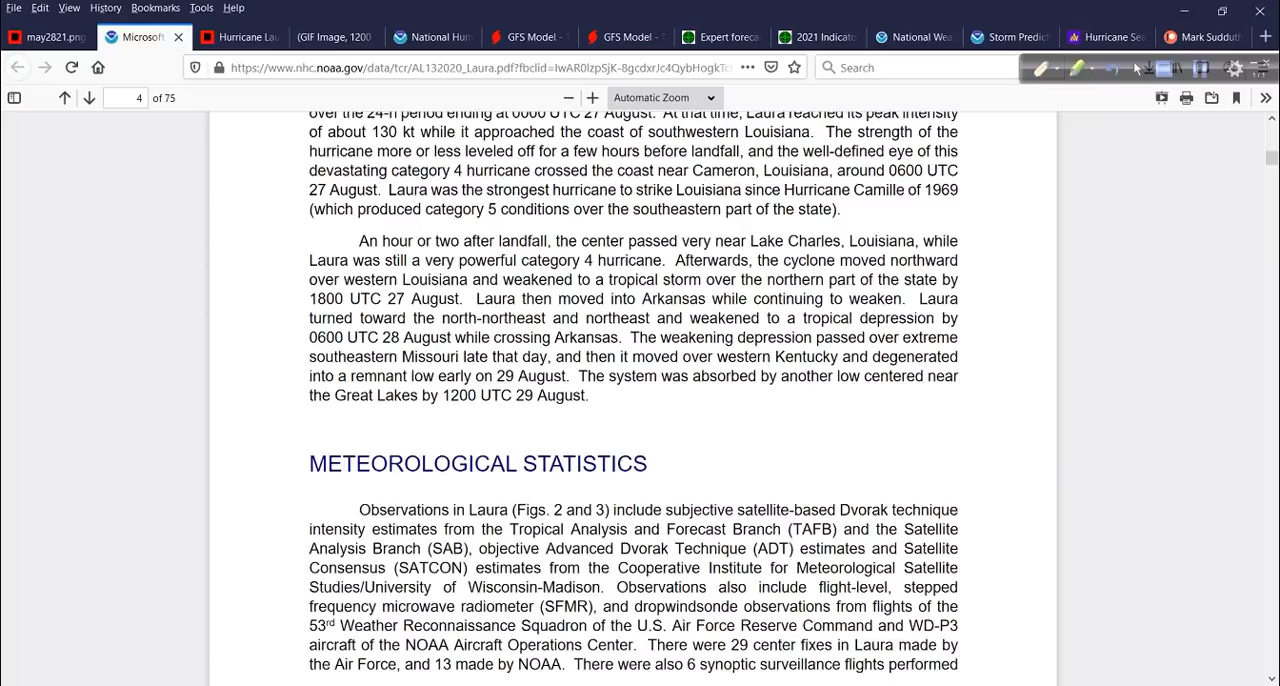 File Edit View History Bookmarks Tools Help
may2821.png Microsoft Hurricane Lau (GIF Image, 1200 National Hurr GFS Model - GFS Model - Expert foreca 2021 Indicato National Wea Storm Predic Hurricane Sea Mark Sudduth
https://www.nhc.noaa.gov/data/tcr/AL132020_Laura.pdf?fbclid= Search
4 of 75 Automatic Zoom
over the 24-h period ending at 0000 UTC 27 August. At that time, Laura reached its peak intensity
of about 130 kt while it approached the coast of southwestern Louisiana. The strength of the
hurricane more or less leveled off for a few hours before landfall, and the well-defined eye of this
devastating category 4 hurricane crossed the coast near Cameron, Louisiana, around 0600 UTC
27 August. Laura was the strongest hurricane to strike Louisiana since Hurricane Camille of 1969
(which produced category 5 conditions over the southeastern part of the state).
An hour or two after landfall, the center passed very near Lake Charles, Louisiana, while
Laura was still a very powerful category 4 hurricane. Afterwards, the cyclone moved northward
over western Louisiana and weakened to a tropical storm over the northern part of the state by
1800 UTC 27 August. Laura then moved into Arkansas while continuing to weaken. Laura
turned toward the north-northeast and northeast and weakened to a tropical depression by
0600 UTC 28 August while crossing Arkansas. The weakening depression passed over extreme
southeastern Missouri late that day, and then it moved over western Kentucky and degenerated
into a remnant low early on 29 August. The system was absorbed by another low centered near
the Great Lakes by 1200 UTC 29 August.
METEOROLOGICAL STATISTICS
Observations in Laura (Figs. 2 and 3) include subjective satellite-based Dvorak technique
intensity estimates from the Tropical Analysis and Forecast Branch (TAFB) and the Satellite
Analysis Branch (SAB), objective Advanced Dvorak Technique (ADT) estimates and Satellite
Consensus (SATCON) estimates from the Cooperative Institute for Meteorological Satellite
Studies/University of Wisconsin-Madison. Observations also include flight-level, stepped
frequency microwave radiometer (SFMR), and dropwindsonde observations from flights of the
53rd Weather Reconnaissance Squadron of the U.S. Air Force Reserve Command and WD-P3
aircraft of the NOAA Aircraft Operations Center. There were 29 center fixes in Laura made by
the Air Force, and 13 made by NOAA. There were also 6 synoptic surveillance flights performed